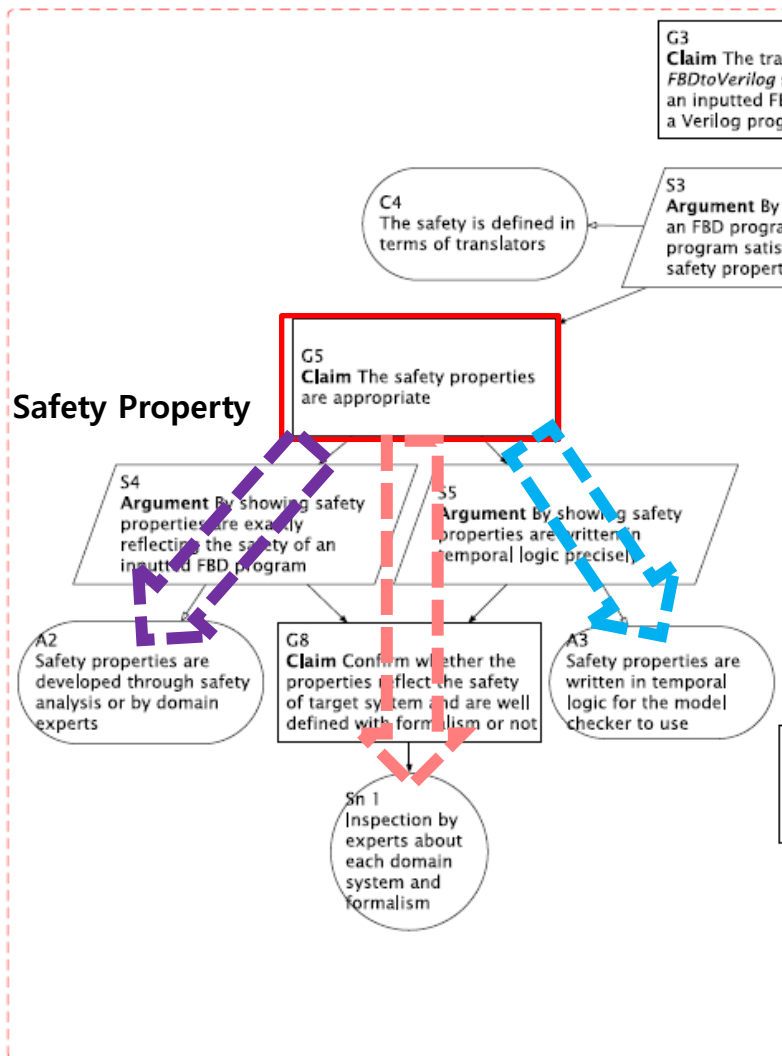 G3
Claim The
FBDtoVerilog
an inputted
a Verilog
S3
Argument By
an FBD
program
safety
C4
The safety is defined in
terms of translators
G5
Claim The safety properties
are appropriate
Safety Property
S4
Argument By showing safety
properties are exactly
reflecting the safety of an
inputted FBD program
S5
Argument By showing safety
properties are written in
temporal logic precisely
A2
Safety properties are
developed through safety
analysis or by domain
experts
G8
Claim Confirm whether the
properties reflect the safety
of target system and are well
defined with formalism or not
A3
Safety properties are
written in temporal
logic for the model
checker to use
Sn 1
Inspection by
experts about
each domain
system and
formalism